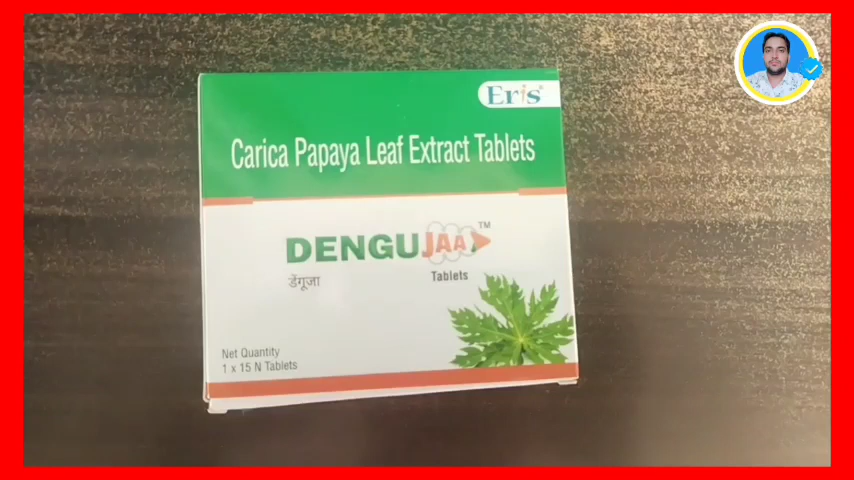 Eris
Carica Papaya Leaf Extract Tablets
DENGUJAA™
डेंगूजा
Tablets
Net Quantity
1 x 15 N Tablets